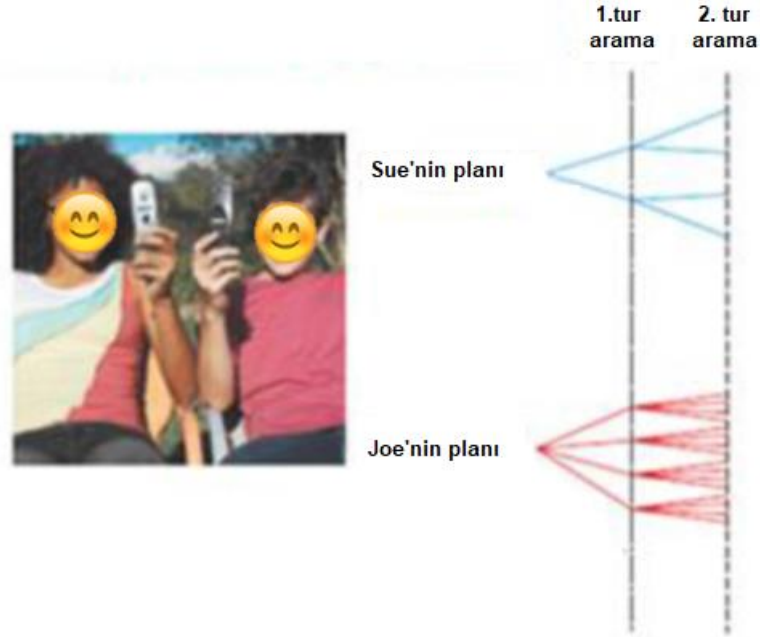 1.tur
arama
2. tur
arama
Sue'nin planı
Joe'nin planı